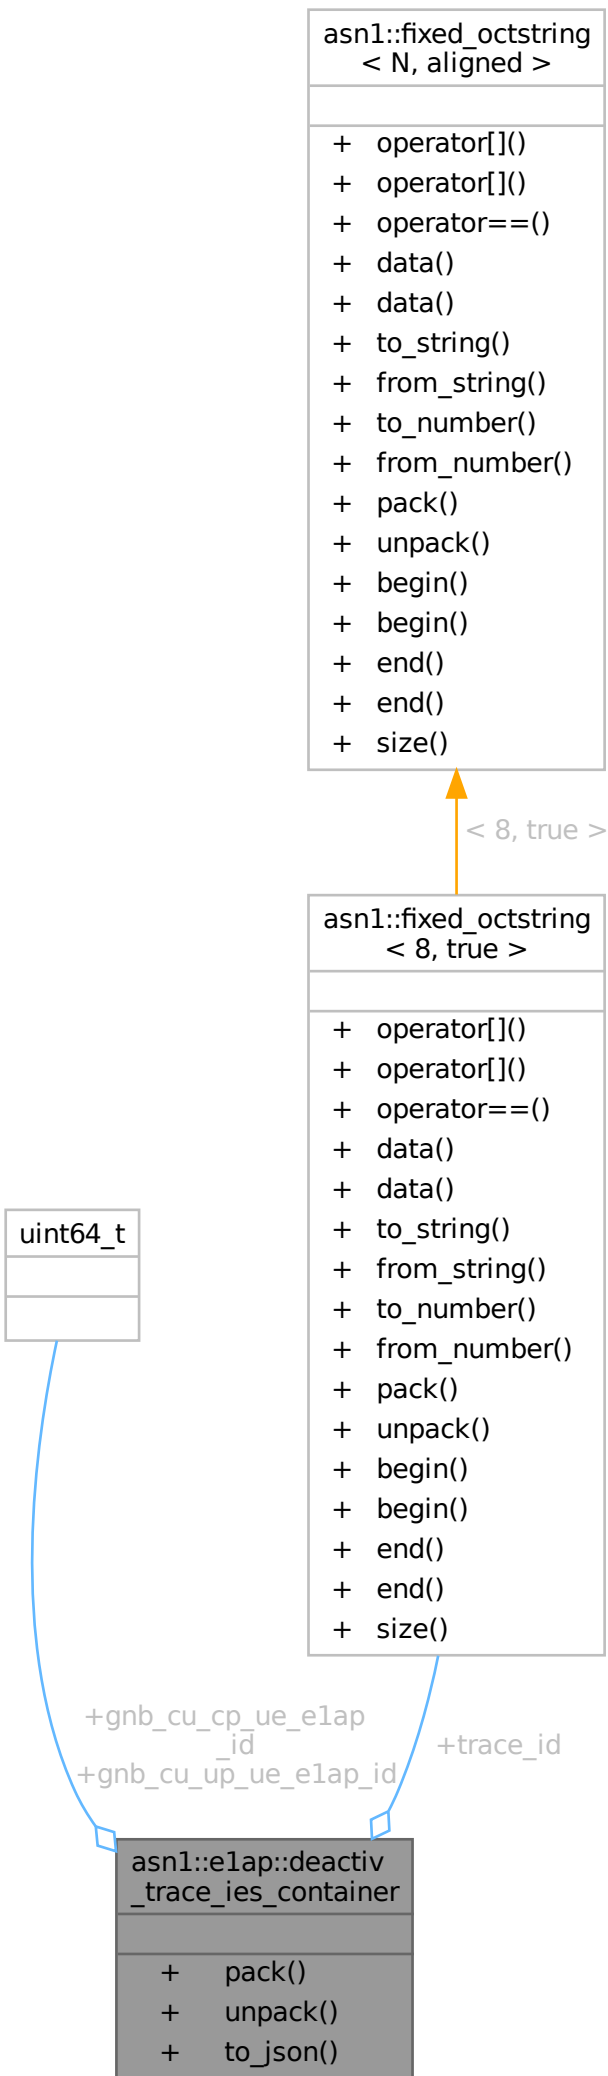 asn1::fixed_octstring
< N, aligned >
+ operator[]()
+ operator[]()
+ operator==()
+ data()
+ data()
+ to_string()
+ from_string()
+ to_number()
+ from_number()
+ pack()
+ unpack()
+ begin()
+ begin()
+ end()
+ end()
+ size()
< 8, true >
asn1::fixed_octstring
< 8, true >
+ operator[]()
+ operator[]()
+ operator==()
+ data()
+ data()
+ to_string()
+ from_string()
+ to_number()
+ from_number()
+ pack()
+ unpack()
+ begin()
+ begin()
+ end()
+ end()
+ size()
uint64_t
+gnb_cu_cp_ue_e1ap
_id
+gnb_cu_up_ue_e1ap_id
+trace_id
asn1::e1ap::deactiv
_trace_ies_container
+ pack()
+ unpack()
+ to_json()